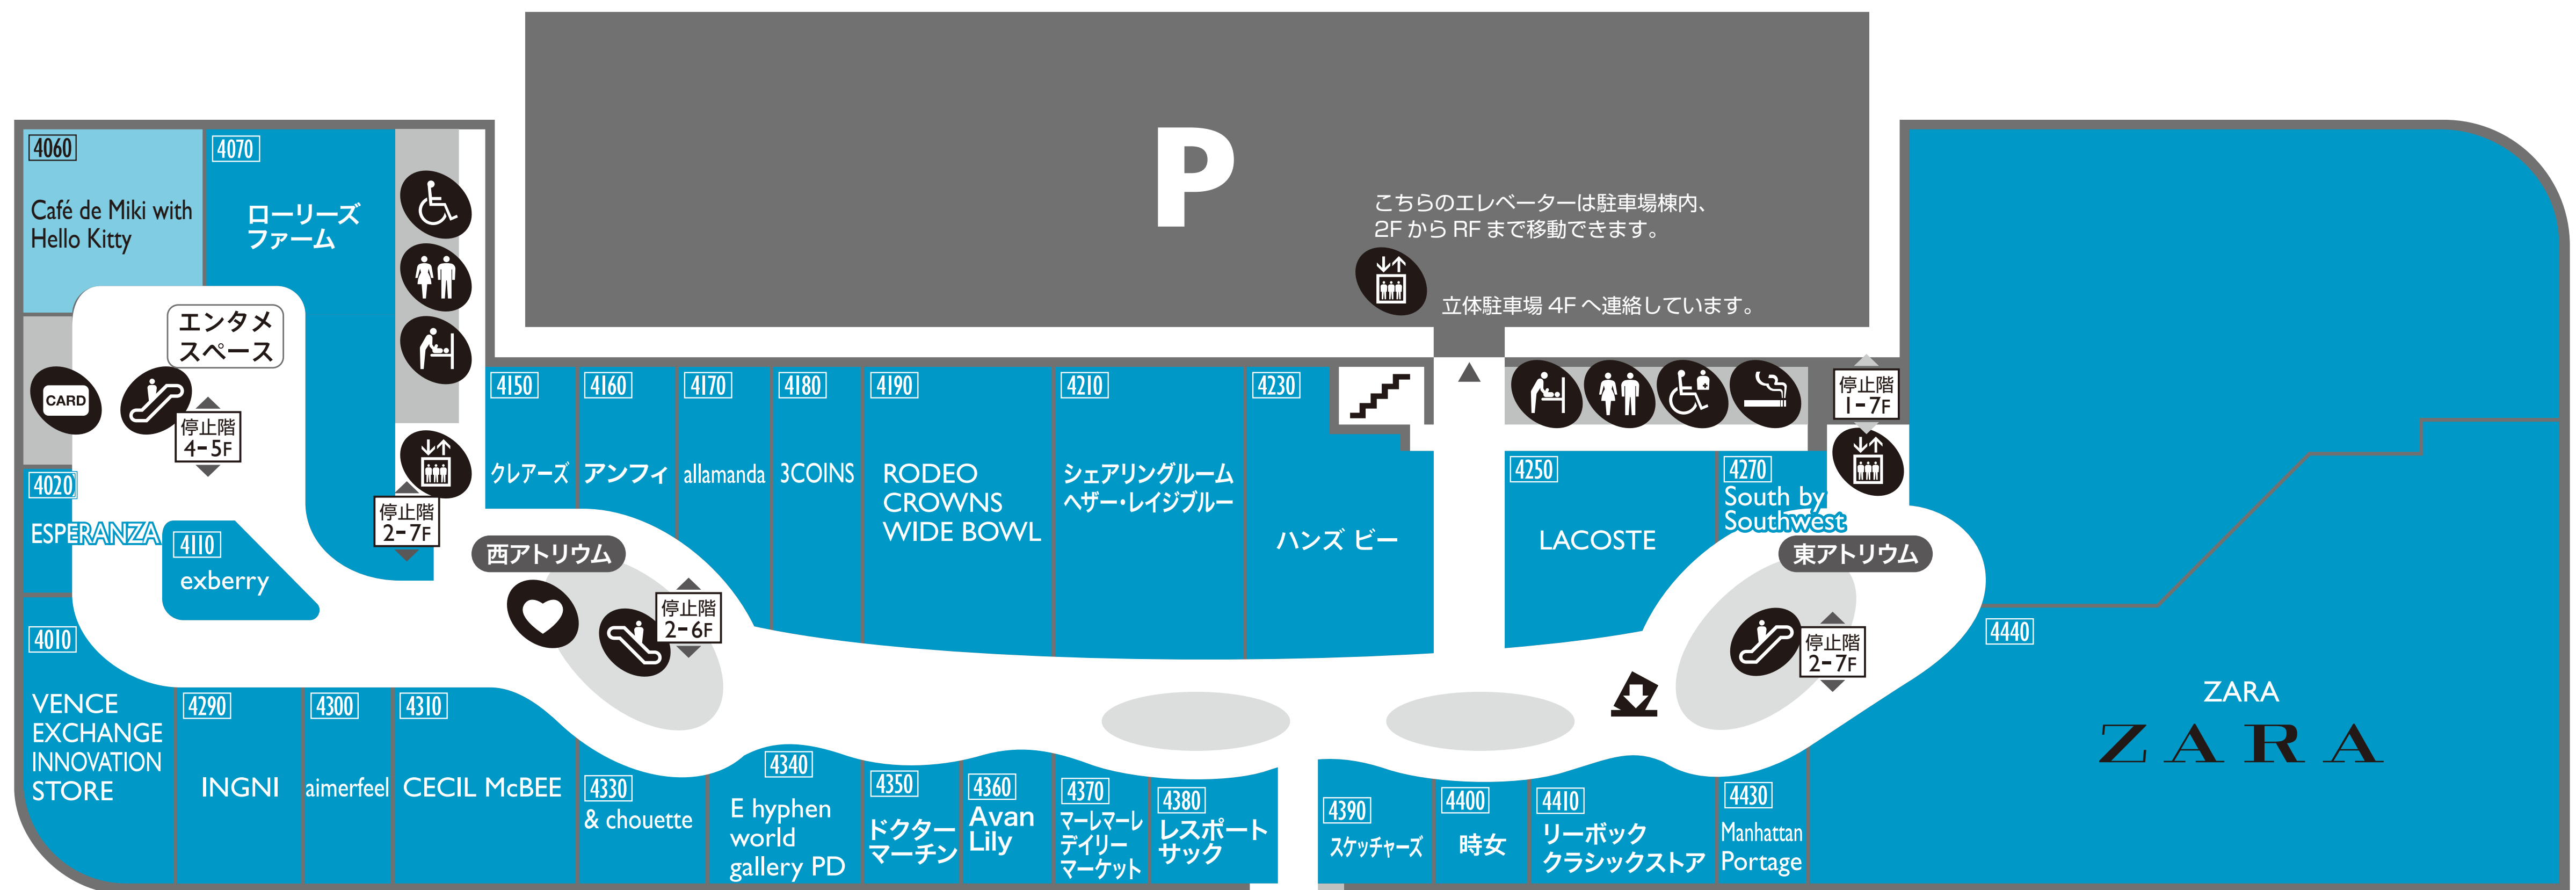 P
こちらのエレベーターは駐車場棟内、
2FからRFまで移動できます。
立体駐車場4Fへ連絡しています。
4060
Café de Miki with
Hello Kitty
4070
ローリーズ
ファーム
エンタメ
スペース
CARD
停止階
4-5F
4020
ESPERANZA
4110
exberry
停止階
2-7F
4150
クレアーズ
4160
アンフィ
4170
allamanda
4180
3COINS
4190
RODEO
CROWNS
WIDE BOWL
4210
シェアリングルーム
ヘザー・レイジブルー
4230
ハンズ ビー
4250
LACOSTE
4270
South by
Southwest
停止階
1-7F
西アトリウム
停止階
2-6F
東アトリウム
停止階
2-7F
4010
VENCE
EXCHANGE
INNOVATION
STORE
4290
INGNI
4300
aimerfeel
4310
CECIL McBEE
4330
& chouette
4340
E hyphen
world
gallery PD
4350
ドクター
マーチン
4360
Avan
Lily
4370
マーレマーレ
デイリー
マーケット
4380
レスポート
サック
4390
スケッチャーズ
4400
時女
4410
リーボック
クラシックストア
4430
Manhattan
Portage
4440
ZARA
ZARA